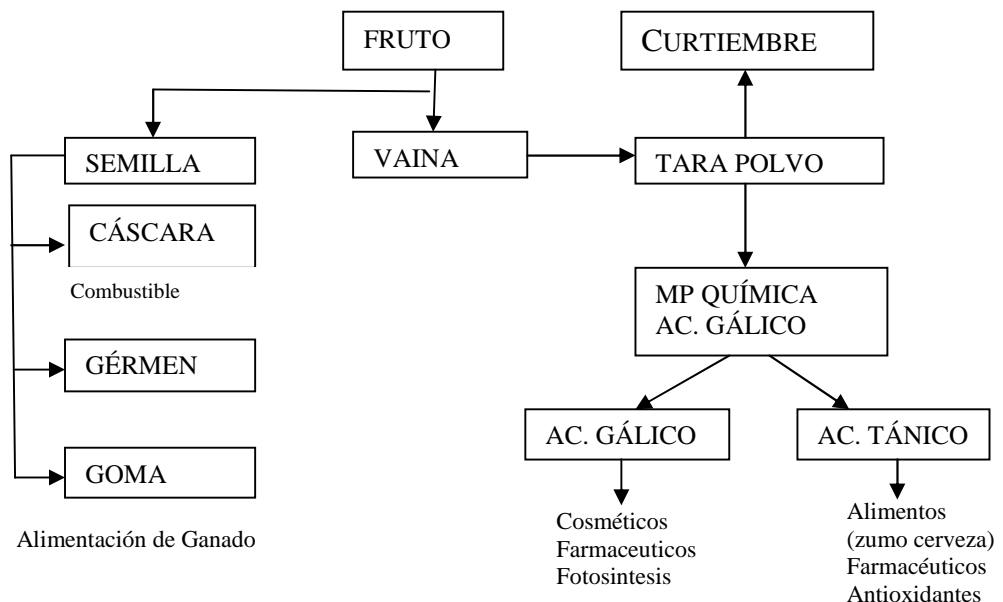 FRUTO
CURTIEMBRE
SEMILLA
VAINA
TARA POLVO
CÁSCARA
Combustible
MP QUÍMICA
AC. GÁLICO
GÉRMEN
AC. GÁLICO
AC. TÁNICO
GOMA
Alimentación de Ganado
Cosméticos
Farmaceuticos
Fotosintesis
Alimentos
(zumo cerveza)
Farmacéuticos
Antioxidantes